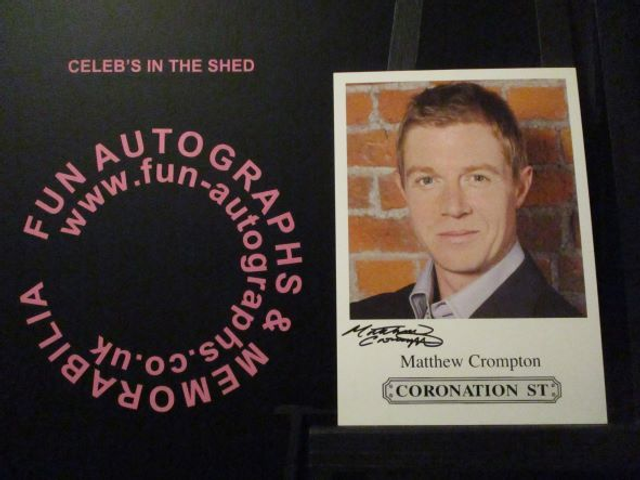 CELEB'S IN THE SHED
FUN AUTOGRAPHS & MEMORABILIA
www.fun-autographs.co.uk
Matthew Crompton
Matthew Crompton
CORONATION ST